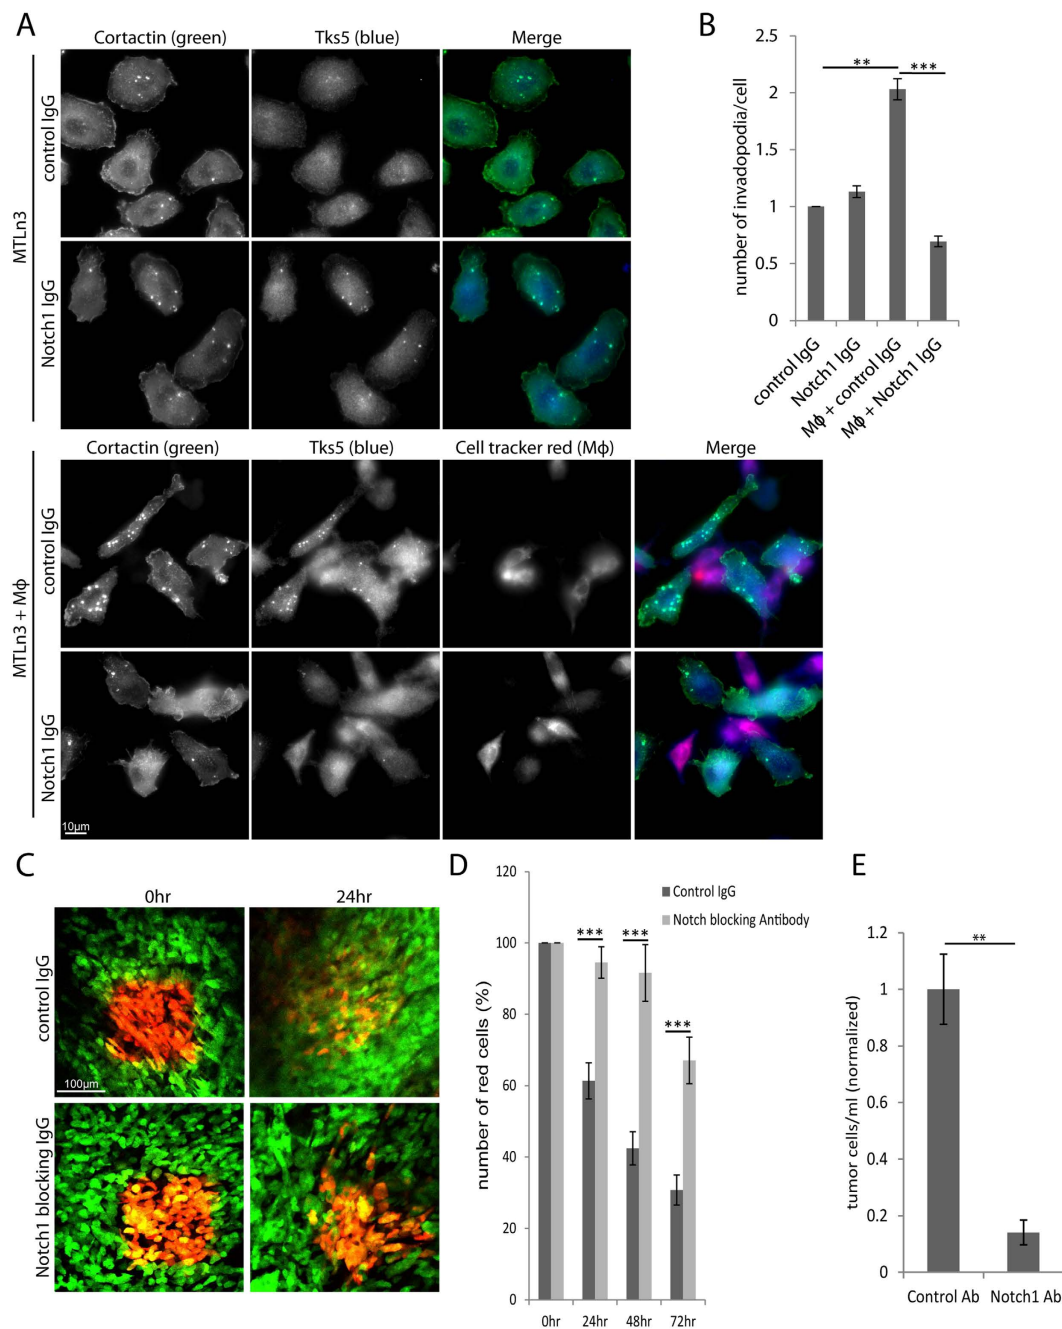 A
Cortactin (green) Tks5 (blue) Merge
MTLn3
control IgG
Notch1 IgG
Cortactin (green) Tks5 (blue) Cell tracker red (Mϕ) Merge
MTLn3 + Mϕ
control IgG
Notch1 IgG
10µm
B
number of invadopodia/cell
2.5
2
1.5
1
0.5
0
** ***
control IgG
Notch1 IgG
Mϕ + control IgG
Mϕ + Notch1 IgG
C
0hr 24hr
control IgG
100µm
Notch1 blocking IgG
D
number of red cells (%)
120
100
80
60
40
20
0
Control IgG
Notch blocking Antibody
*** ***
***
0hr 24hr 48hr 72hr
E
tumor cells/ml (normalized)
1.2
1
0.8
0.6
0.4
0.2
0
**
Control Ab Notch1 Ab